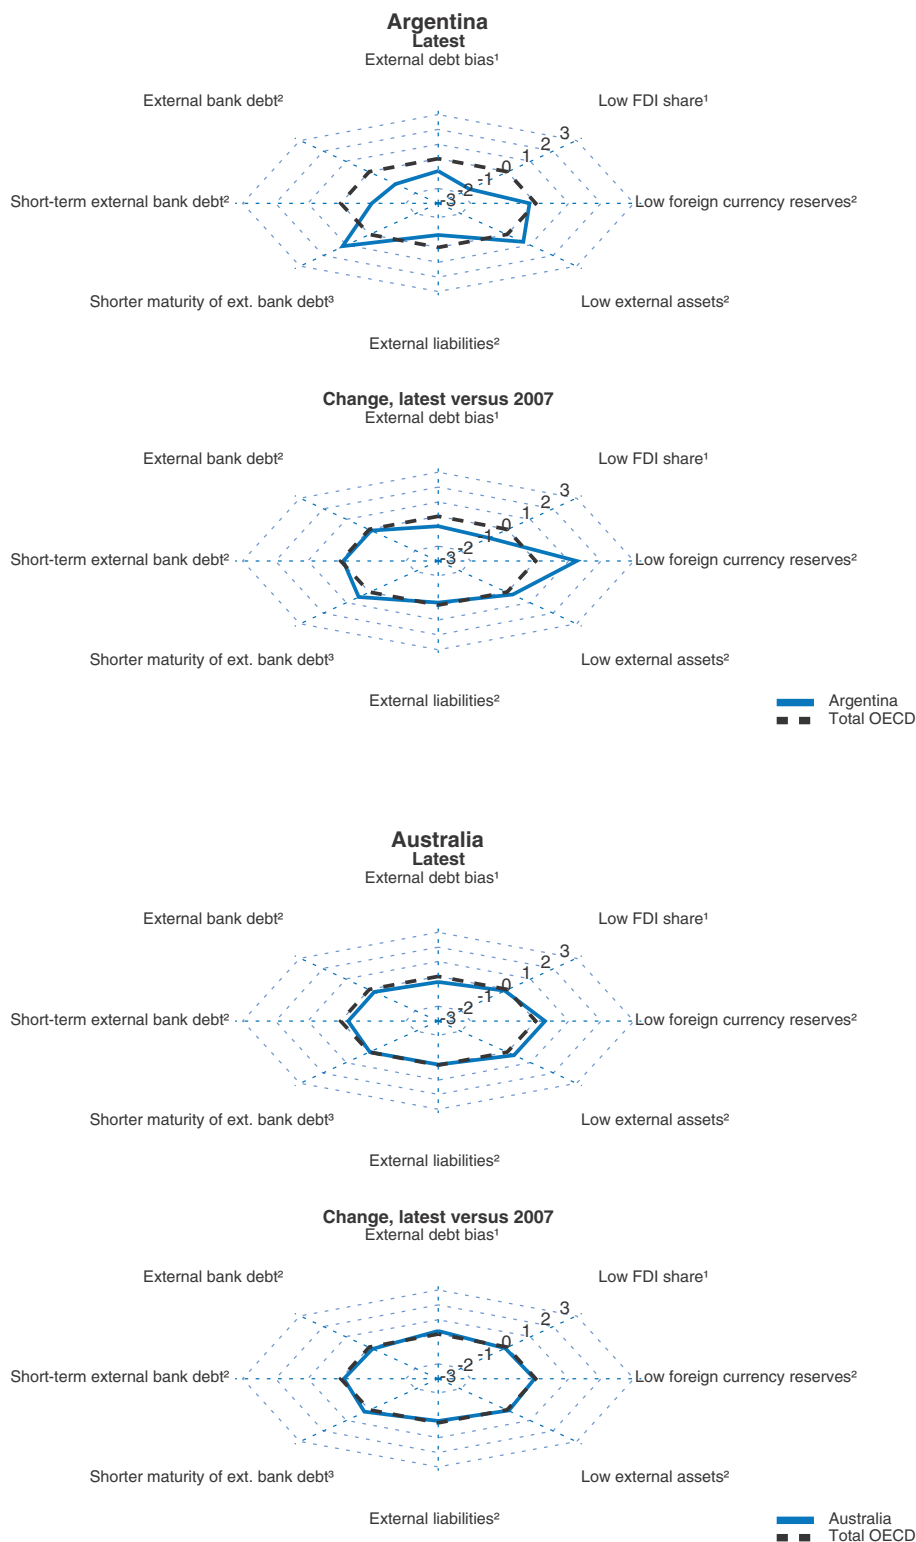 Argentina
Latest
External debt bias¹
External bank debt²
Low FDI share¹
3
2
1
0
-1
-2
-3
Short-term external bank debt²
Low foreign currency reserves²
Shorter maturity of ext. bank debt³
Low external assets²
External liabilities²
Change, latest versus 2007
External debt bias¹
External bank debt²
Low FDI share¹
3
2
1
0
-1
-2
-3
Short-term external bank debt²
Low foreign currency reserves²
Shorter maturity of ext. bank debt³
Low external assets²
External liabilities²
Argentina
Total OECD
Australia
Latest
External debt bias¹
External bank debt²
Low FDI share¹
3
2
1
0
-1
-2
-3
Short-term external bank debt²
Low foreign currency reserves²
Shorter maturity of ext. bank debt³
Low external assets²
External liabilities²
Change, latest versus 2007
External debt bias¹
External bank debt²
Low FDI share¹
3
2
1
0
-1
-2
-3
Short-term external bank debt²
Low foreign currency reserves²
Shorter maturity of ext. bank debt³
Low external assets²
External liabilities²
Australia
Total OECD